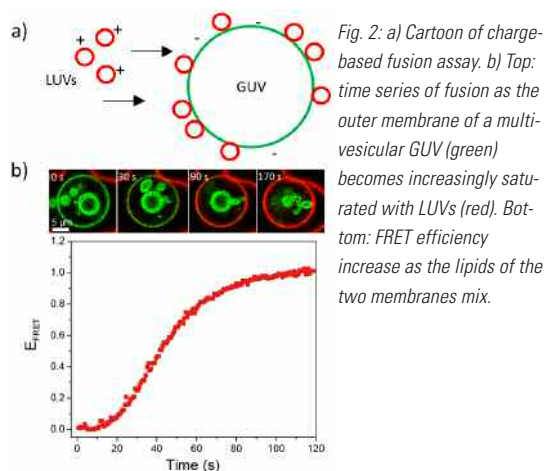 a)
+
+
+
LUVs
GUV
-
-
-
-
Fig. 2: a) Cartoon of charge-
based fusion assay. b) Top:
time series of fusion as the
outer membrane of a multi-
vesicular GUV (green)
becomes increasingly satu-
rated with LUVs (red). Bot-
tom: FRET efficiency
increase as the lipids of the
two membranes mix.
b)
0 s
30 s
90 s
170 s
5 µm
1.2
1.0
0.8
0.6
0.4
0.2
0.0
E_FRET
0
20
40
60
80
100
120
Time (s)